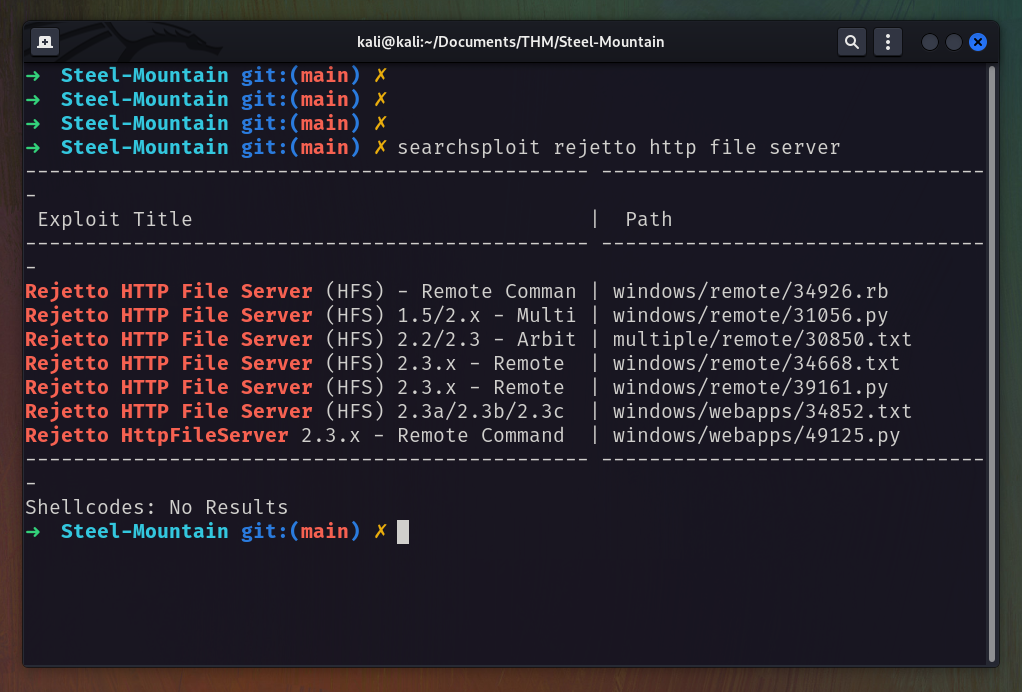 kali@kali:~/Documents/THM/Steel-Mountain
→ Steel-Mountain git:(main) ✗
→ Steel-Mountain git:(main) ✗
→ Steel-Mountain git:(main) ✗
→ Steel-Mountain git:(main) ✗ searchsploit rejetto http file server
----------------------------------------------- --------------------------------
-
 Exploit Title                                 |  Path
----------------------------------------------- --------------------------------
-
Rejetto HTTP File Server (HFS) - Remote Comman | windows/remote/34926.rb
Rejetto HTTP File Server (HFS) 1.5/2.x - Multi | windows/remote/31056.py
Rejetto HTTP File Server (HFS) 2.2/2.3 - Arbit | multiple/remote/30850.txt
Rejetto HTTP File Server (HFS) 2.3.x - Remote  | windows/remote/34668.txt
Rejetto HTTP File Server (HFS) 2.3.x - Remote  | windows/remote/39161.py
Rejetto HTTP File Server (HFS) 2.3a/2.3b/2.3c  | windows/webapps/34852.txt
Rejetto HttpFileServer 2.3.x - Remote Command  | windows/webapps/49125.py
----------------------------------------------- --------------------------------
-
Shellcodes: No Results
→ Steel-Mountain git:(main) ✗